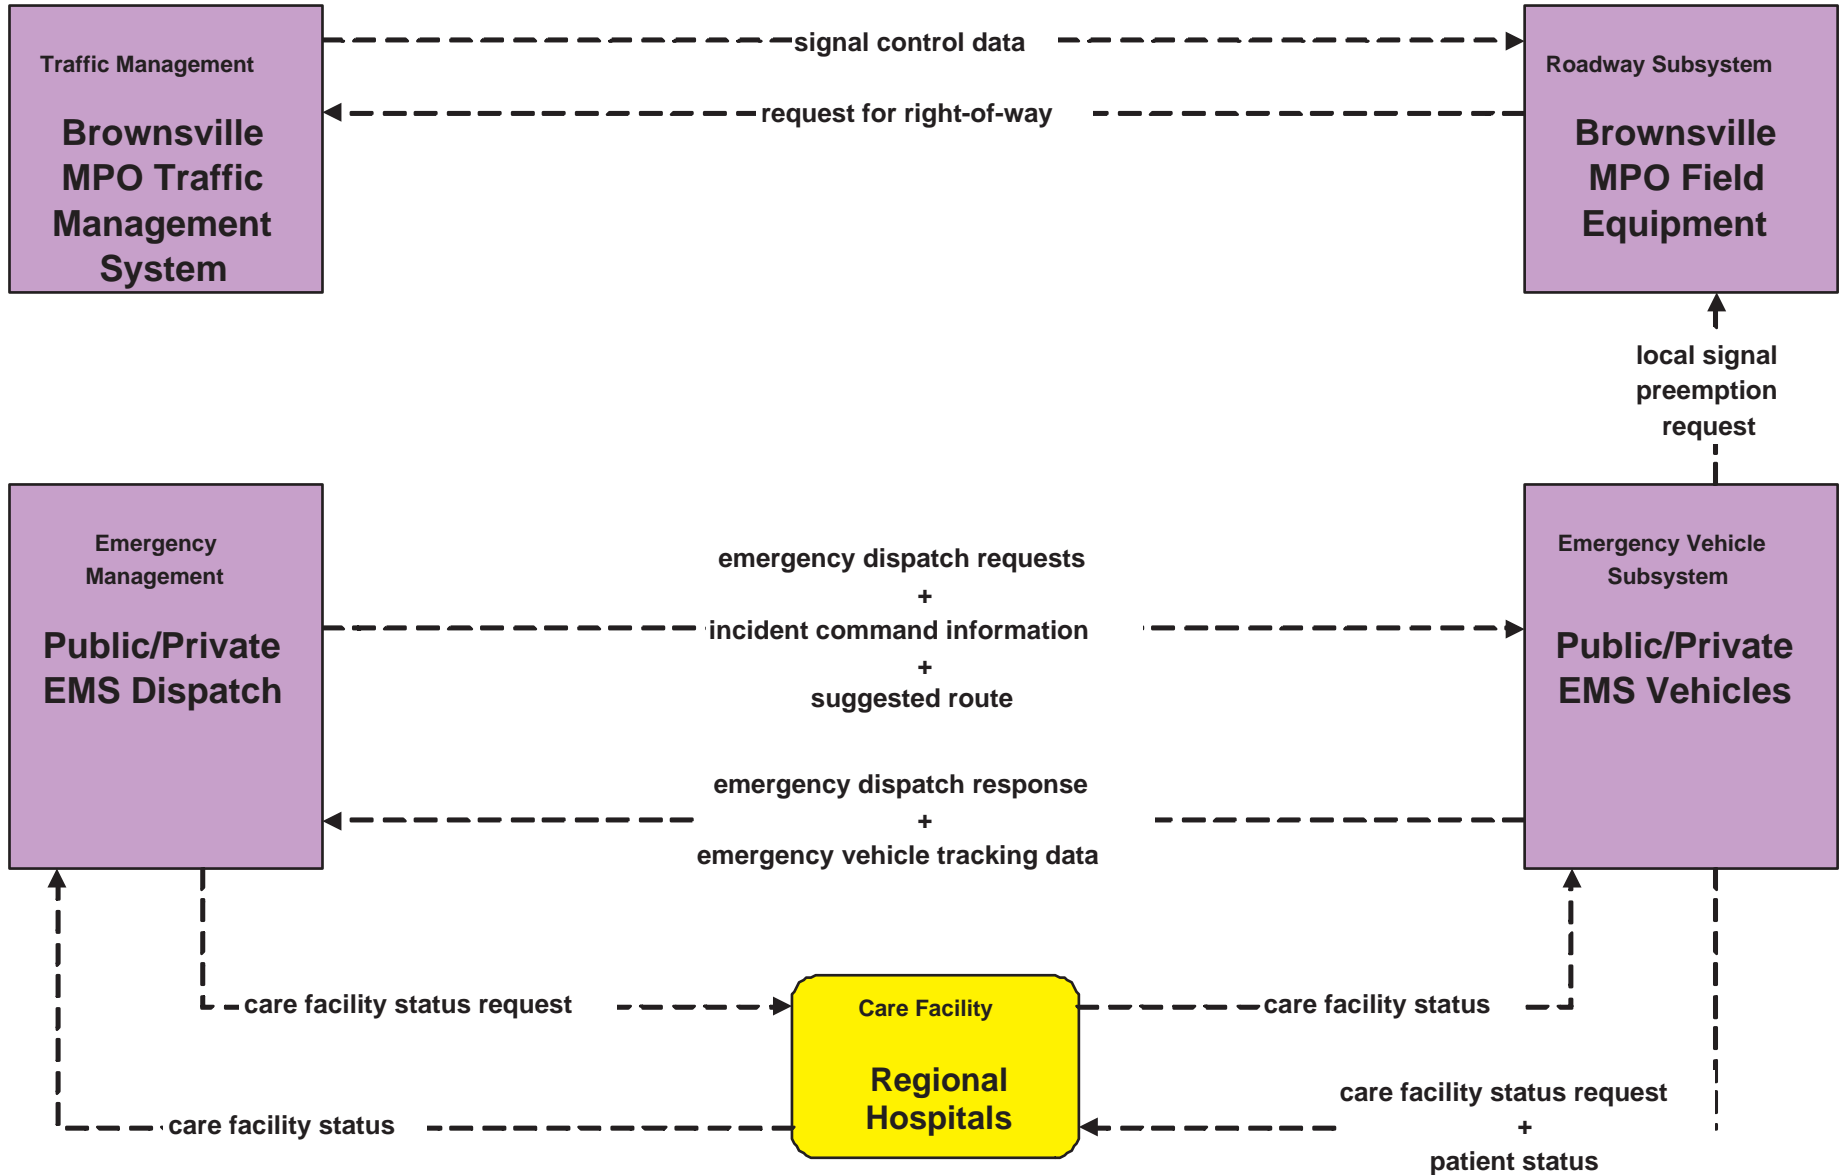 Traffic Management
Brownsville
MPO Traffic
Management
System
signal control data
request for right-of-way
Roadway Subsystem
Brownsville
MPO Field
Equipment
local signal
preemption
request
Emergency
Management
Public/Private
EMS Dispatch
emergency dispatch requests
+
incident command information
+
suggested route
emergency dispatch response
+
emergency vehicle tracking data
Emergency Vehicle
Subsystem
Public/Private
EMS Vehicles
care facility status request
care facility status
Care Facility
Regional
Hospitals
care facility status
care facility status request
+
patient status